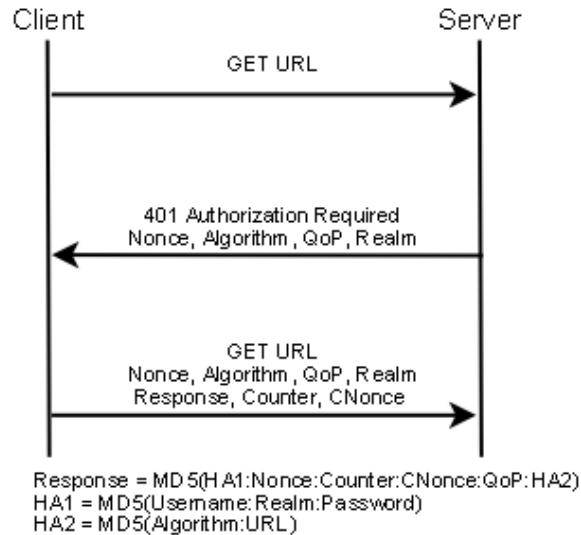 Client
Server
GET URL
401 Authorization Required
Nonce, Algorithm, QoP, Realm
GET URL
Nonce, Algorithm, QoP, Realm
Response, Counter, CNonce
Response = MD5(HA1:Nonce:Counter:CNonce:QoP:HA2)
HA1 = MD5(Username:Realm:Password)
HA2 = MD5(Algorithm:URL)